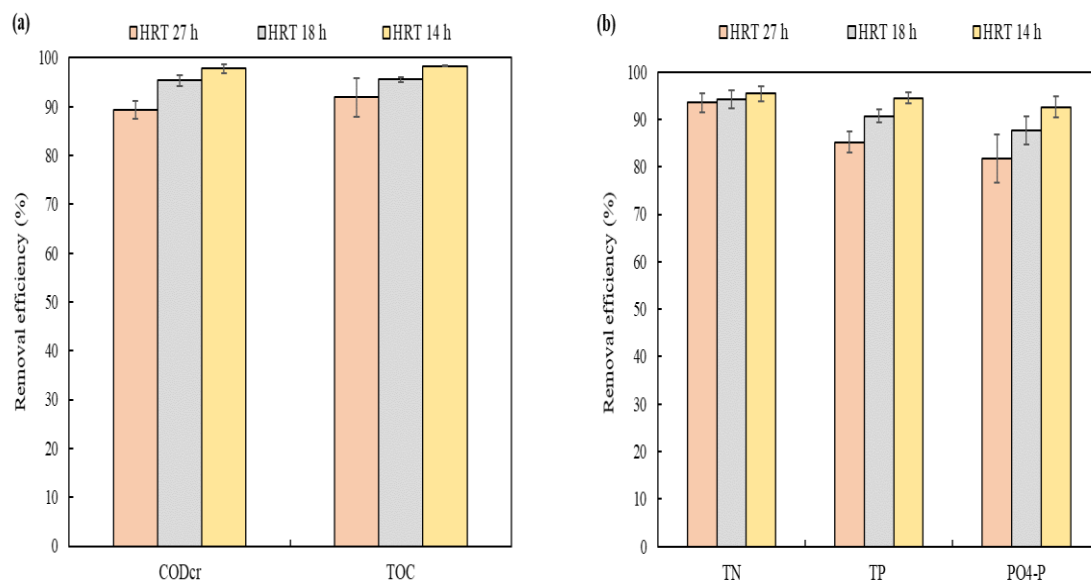 (a)
HRT 27 h HRT 18 h HRT 14 h
Removal efficiency (%)
100
90
80
70
60
50
40
30
20
10
0
CODcr TOC
(b)
HRT 27 h HRT 18 h HRT 14 h
Removal efficiency (%)
100
90
80
70
60
50
40
30
20
10
0
TN TP PO4-P